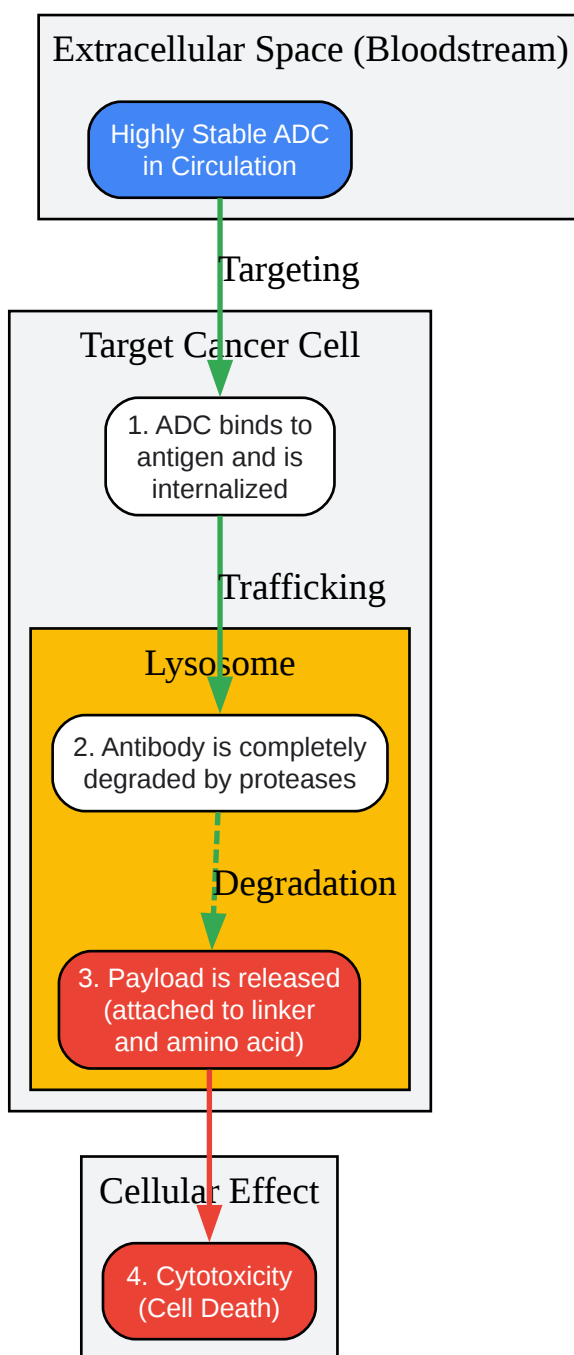 Extracellular Space (Bloodstream)
Highly Stable ADC
in Circulation
Targeting
Target Cancer Cell
1. ADC binds to
antigen and is
internalized
Trafficking
Lysosome
2. Antibody is completely
degraded by proteases
Degradation
3. Payload is released
(attached to linker
and amino acid)
Cellular Effect
4. Cytotoxicity
(Cell Death)